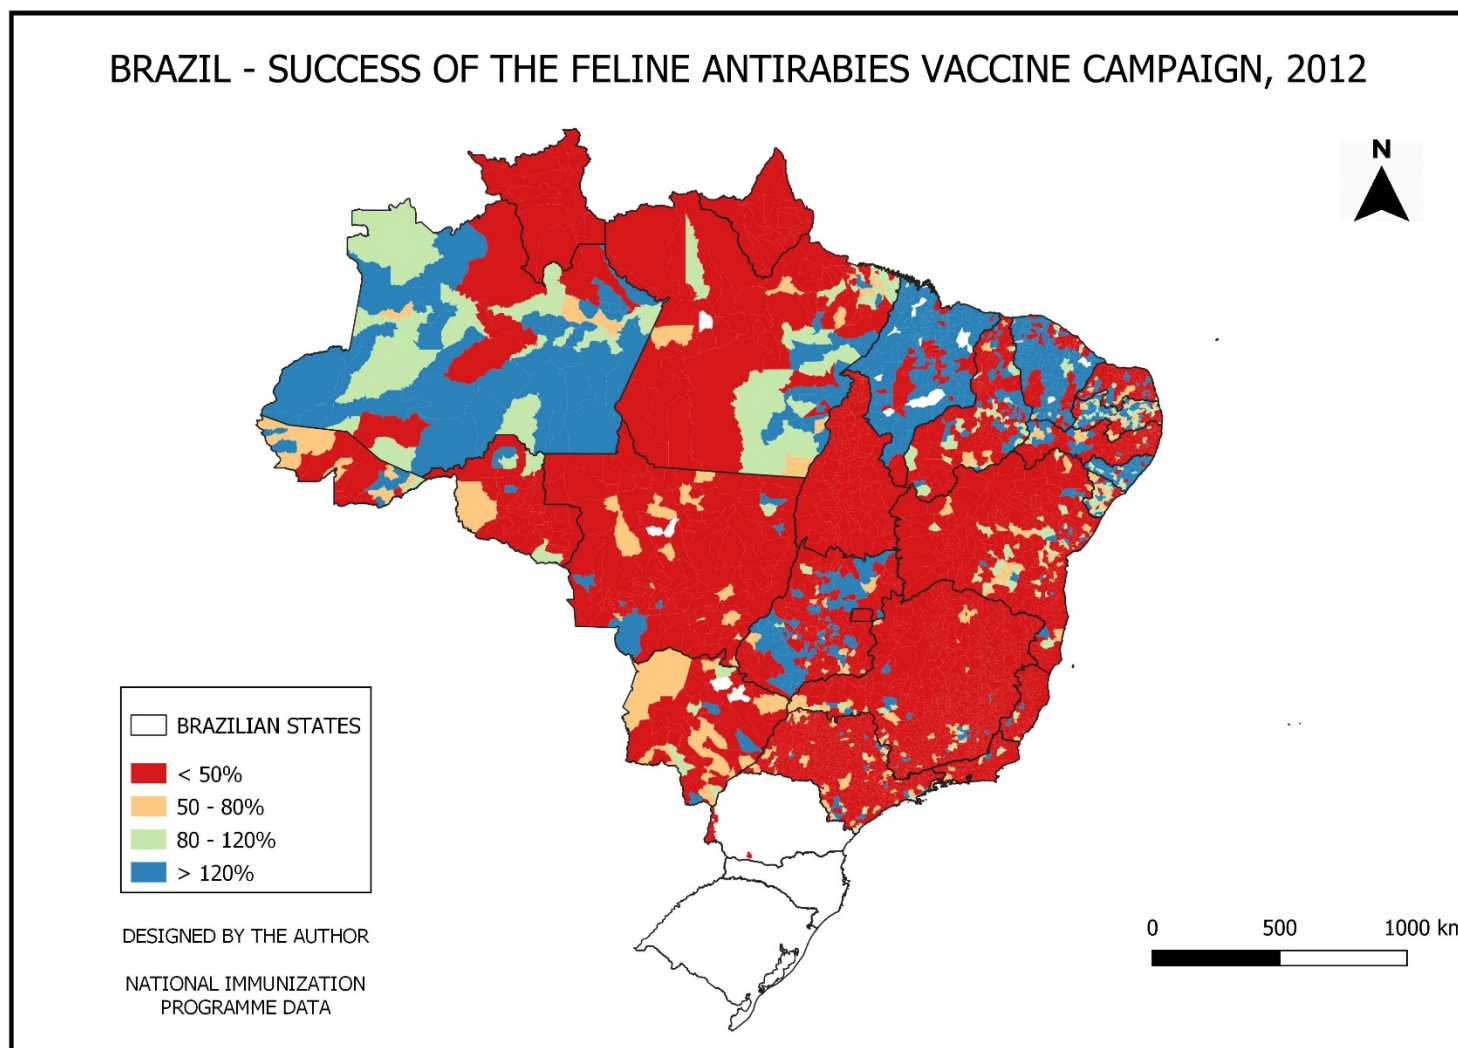 BRAZIL - SUCCESS OF THE FELINE ANTIRABIES VACCINE CAMPAIGN, 2012
N
BRAZILIAN STATES
< 50%
50 - 80%
80 - 120%
> 120%
DESIGNED BY THE AUTHOR
NATIONAL IMMUNIZATION
PROGRAMME DATA
0 500 1000 km